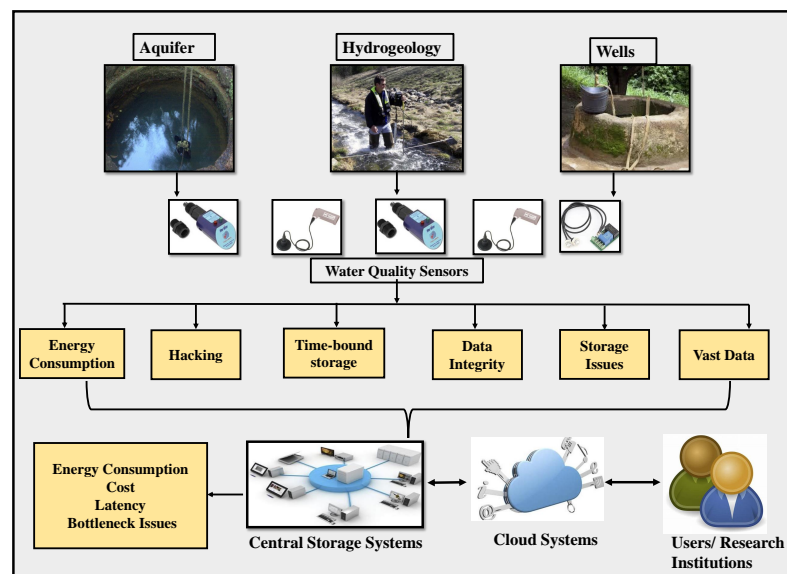 Aquifer
Hydrogeology
Wells
Water Quality Sensors
Energy
Consumption
Hacking
Time-bound
storage
Data
Integrity
Storage
Issues
Vast Data
Energy Consumption
Cost
Latency
Bottleneck Issues
Central Storage Systems
Cloud Systems
Users/ Research
Institutions